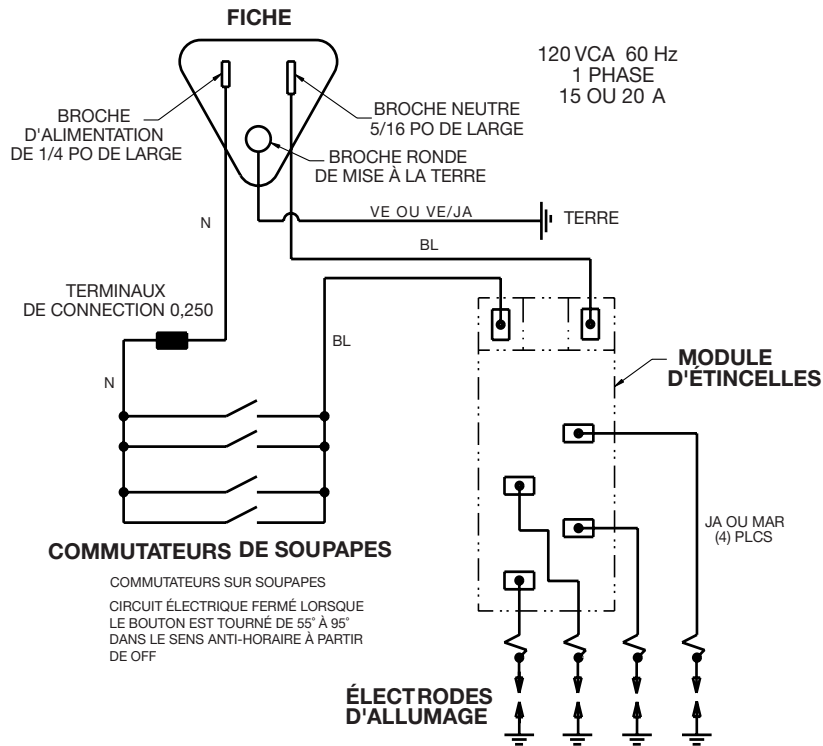 FICHE
120 VCA 60 Hz
1 PHASE
15 OU 20 A
BROCHE
D'ALIMENTATION
DE 1/4 PO DE LARGE
BROCHE NEUTRE
5/16 PO DE LARGE
BROCHE RONDE
DE MISE À LA TERRE
N
VE OU VE/JA
TERRE
BL
TERMINAUX
DE CONNECTION 0,250
BL
MODULE
D'ÉTINCELLES
N
JA OU MAR
(4) PLCS
COMMUTATEURS DE SOUPAPES
COMMUTATEURS SUR SOUPAPES
CIRCUIT ÉLECTRIQUE FERMÉ LORSQUE
LE BOUTON EST TOURNÉ DE 55° À 95°
DANS LE SENS ANTI-HORAIRE À PARTIR
DE OFF
ÉLECTRODES
D'ALLUMAGE